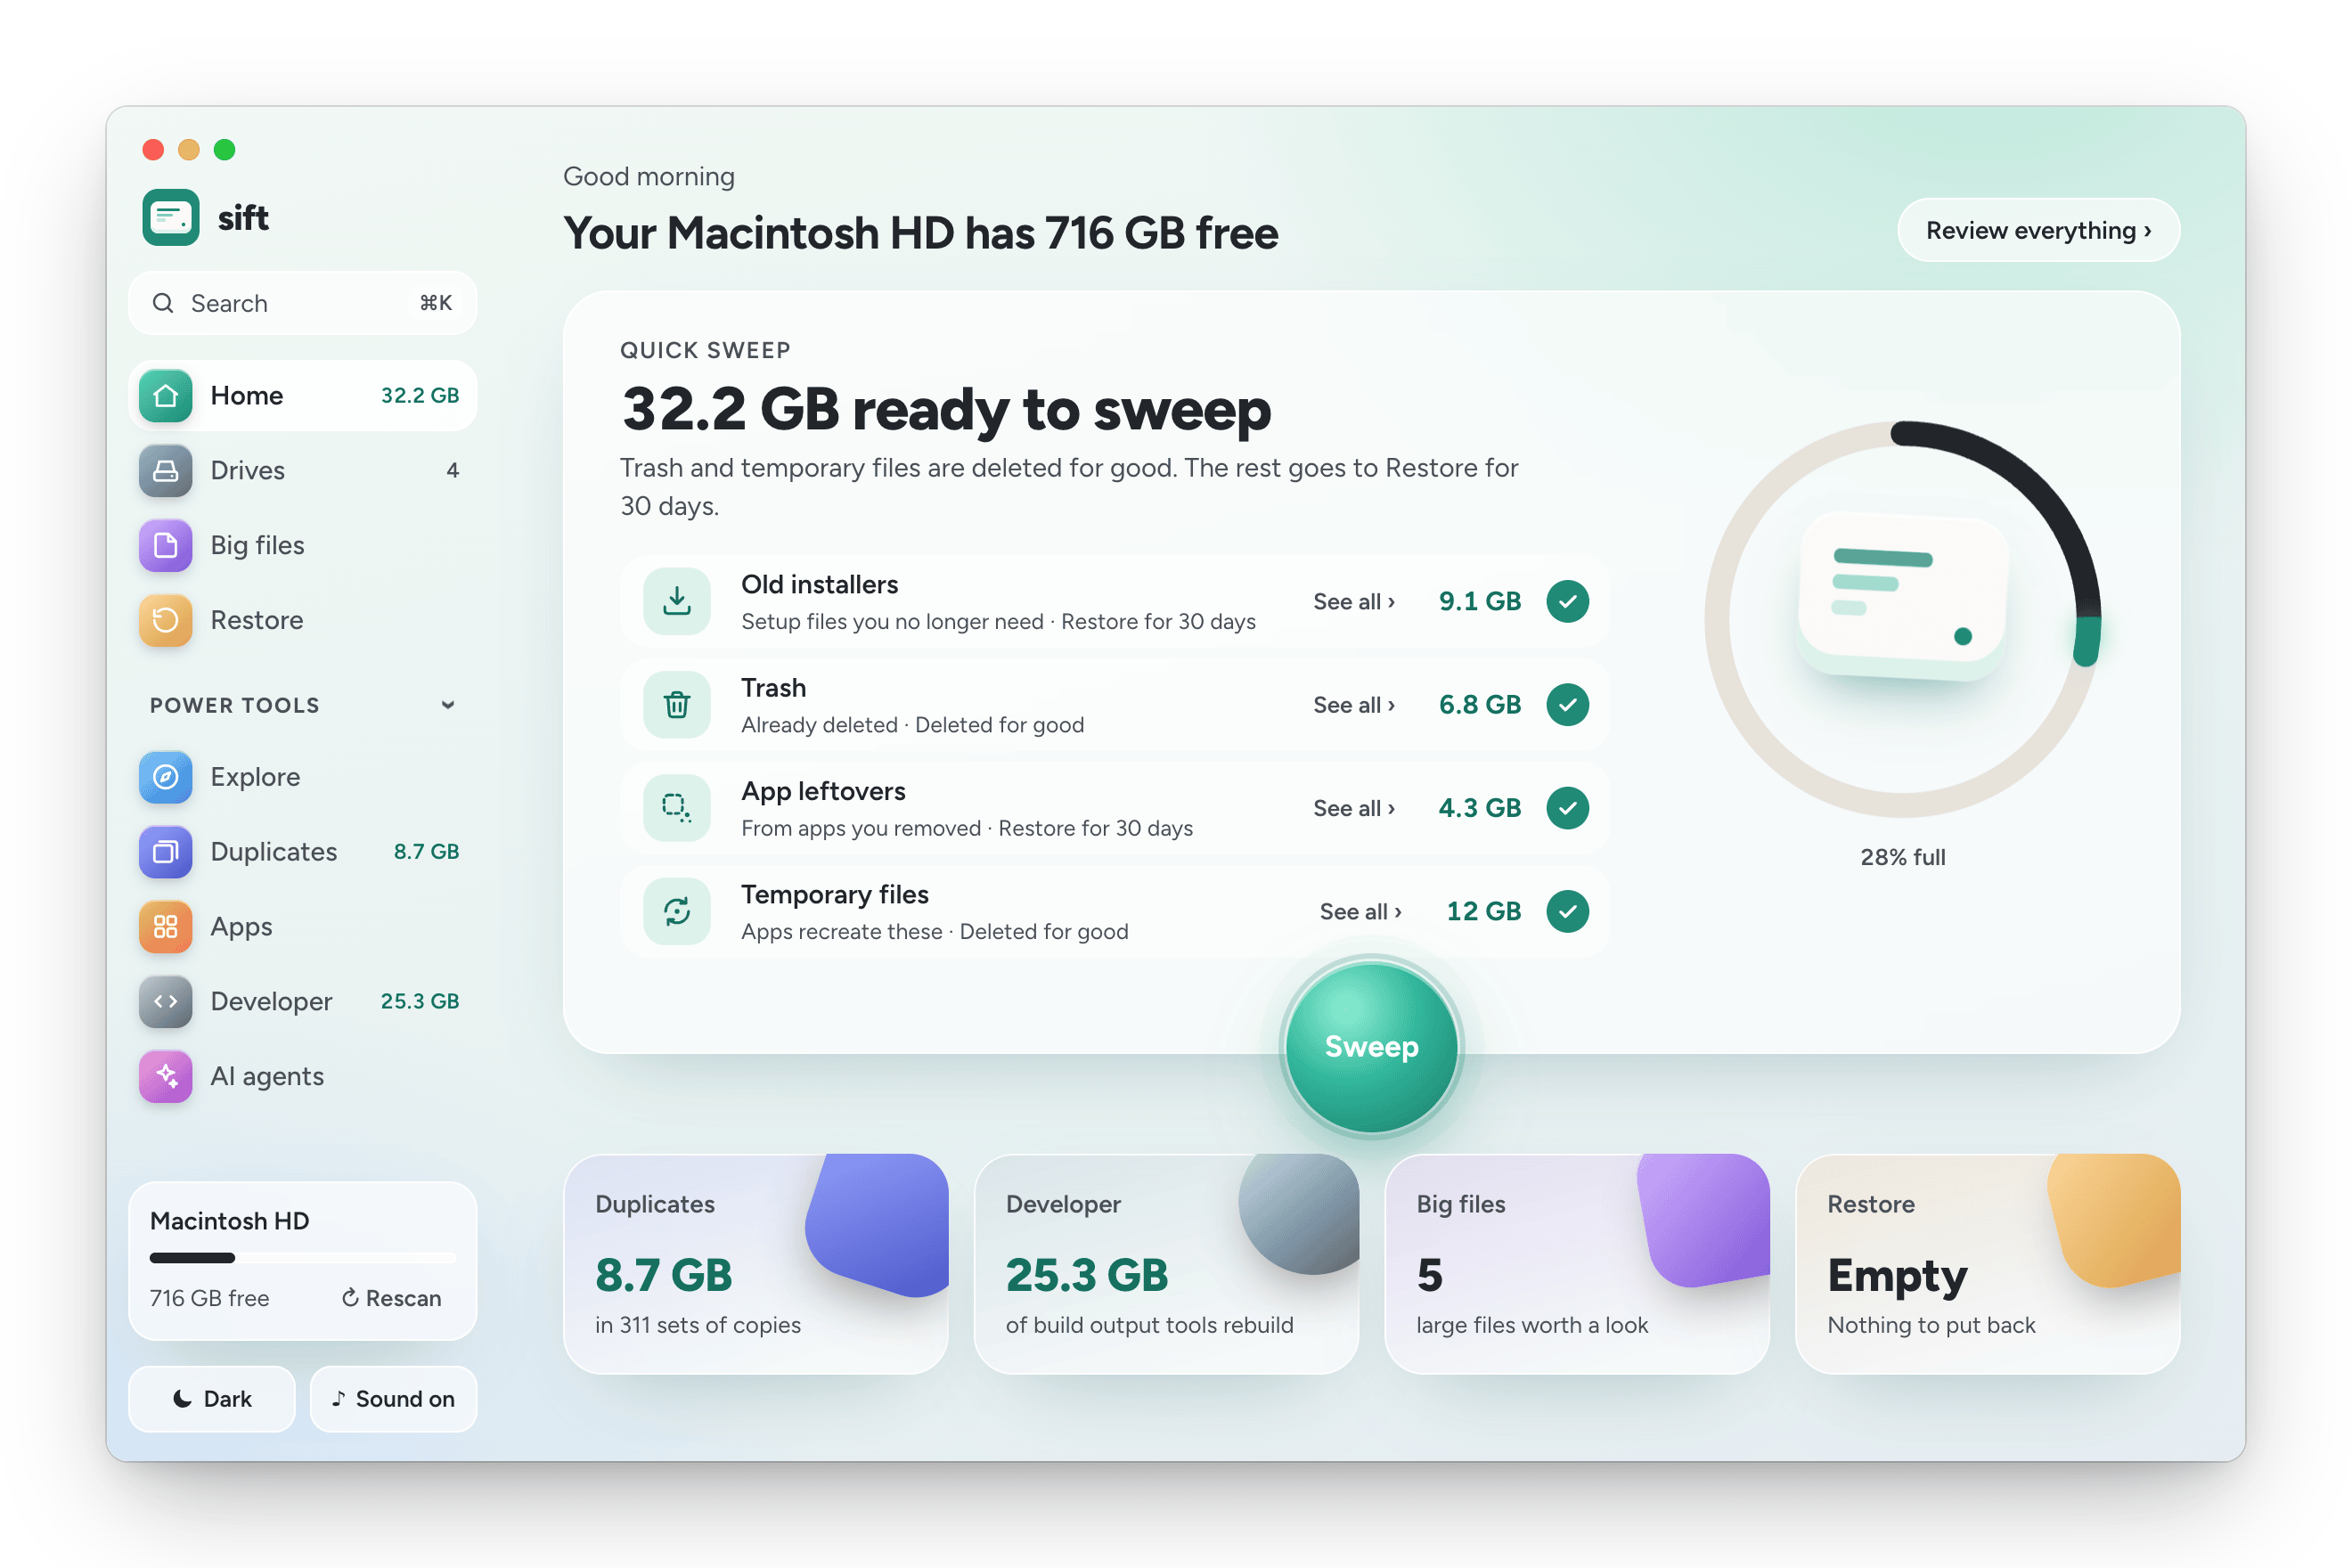 sift
Search ⌘K
Home 32.2 GB
Drives 4
Big files
Restore
POWER TOOLS
Explore
Duplicates 8.7 GB
Apps
Developer 25.3 GB
AI agents
Macintosh HD
716 GB free ↻ Rescan
Dark ♪ Sound on
Good morning
Your Macintosh HD has 716 GB free
Review everything ›
QUICK SWEEP
32.2 GB ready to sweep
Trash and temporary files are deleted for good. The rest goes to Restore for
30 days.
Old installers
Setup files you no longer need · Restore for 30 days
See all › 9.1 GB
Trash
Already deleted · Deleted for good
See all › 6.8 GB
App leftovers
From apps you removed · Restore for 30 days
See all › 4.3 GB
Temporary files
Apps recreate these · Deleted for good
See all › 12 GB
28% full
Sweep
Duplicates
8.7 GB
in 311 sets of copies
Developer
25.3 GB
of build output tools rebuild
Big files
5
large files worth a look
Restore
Empty
Nothing to put back